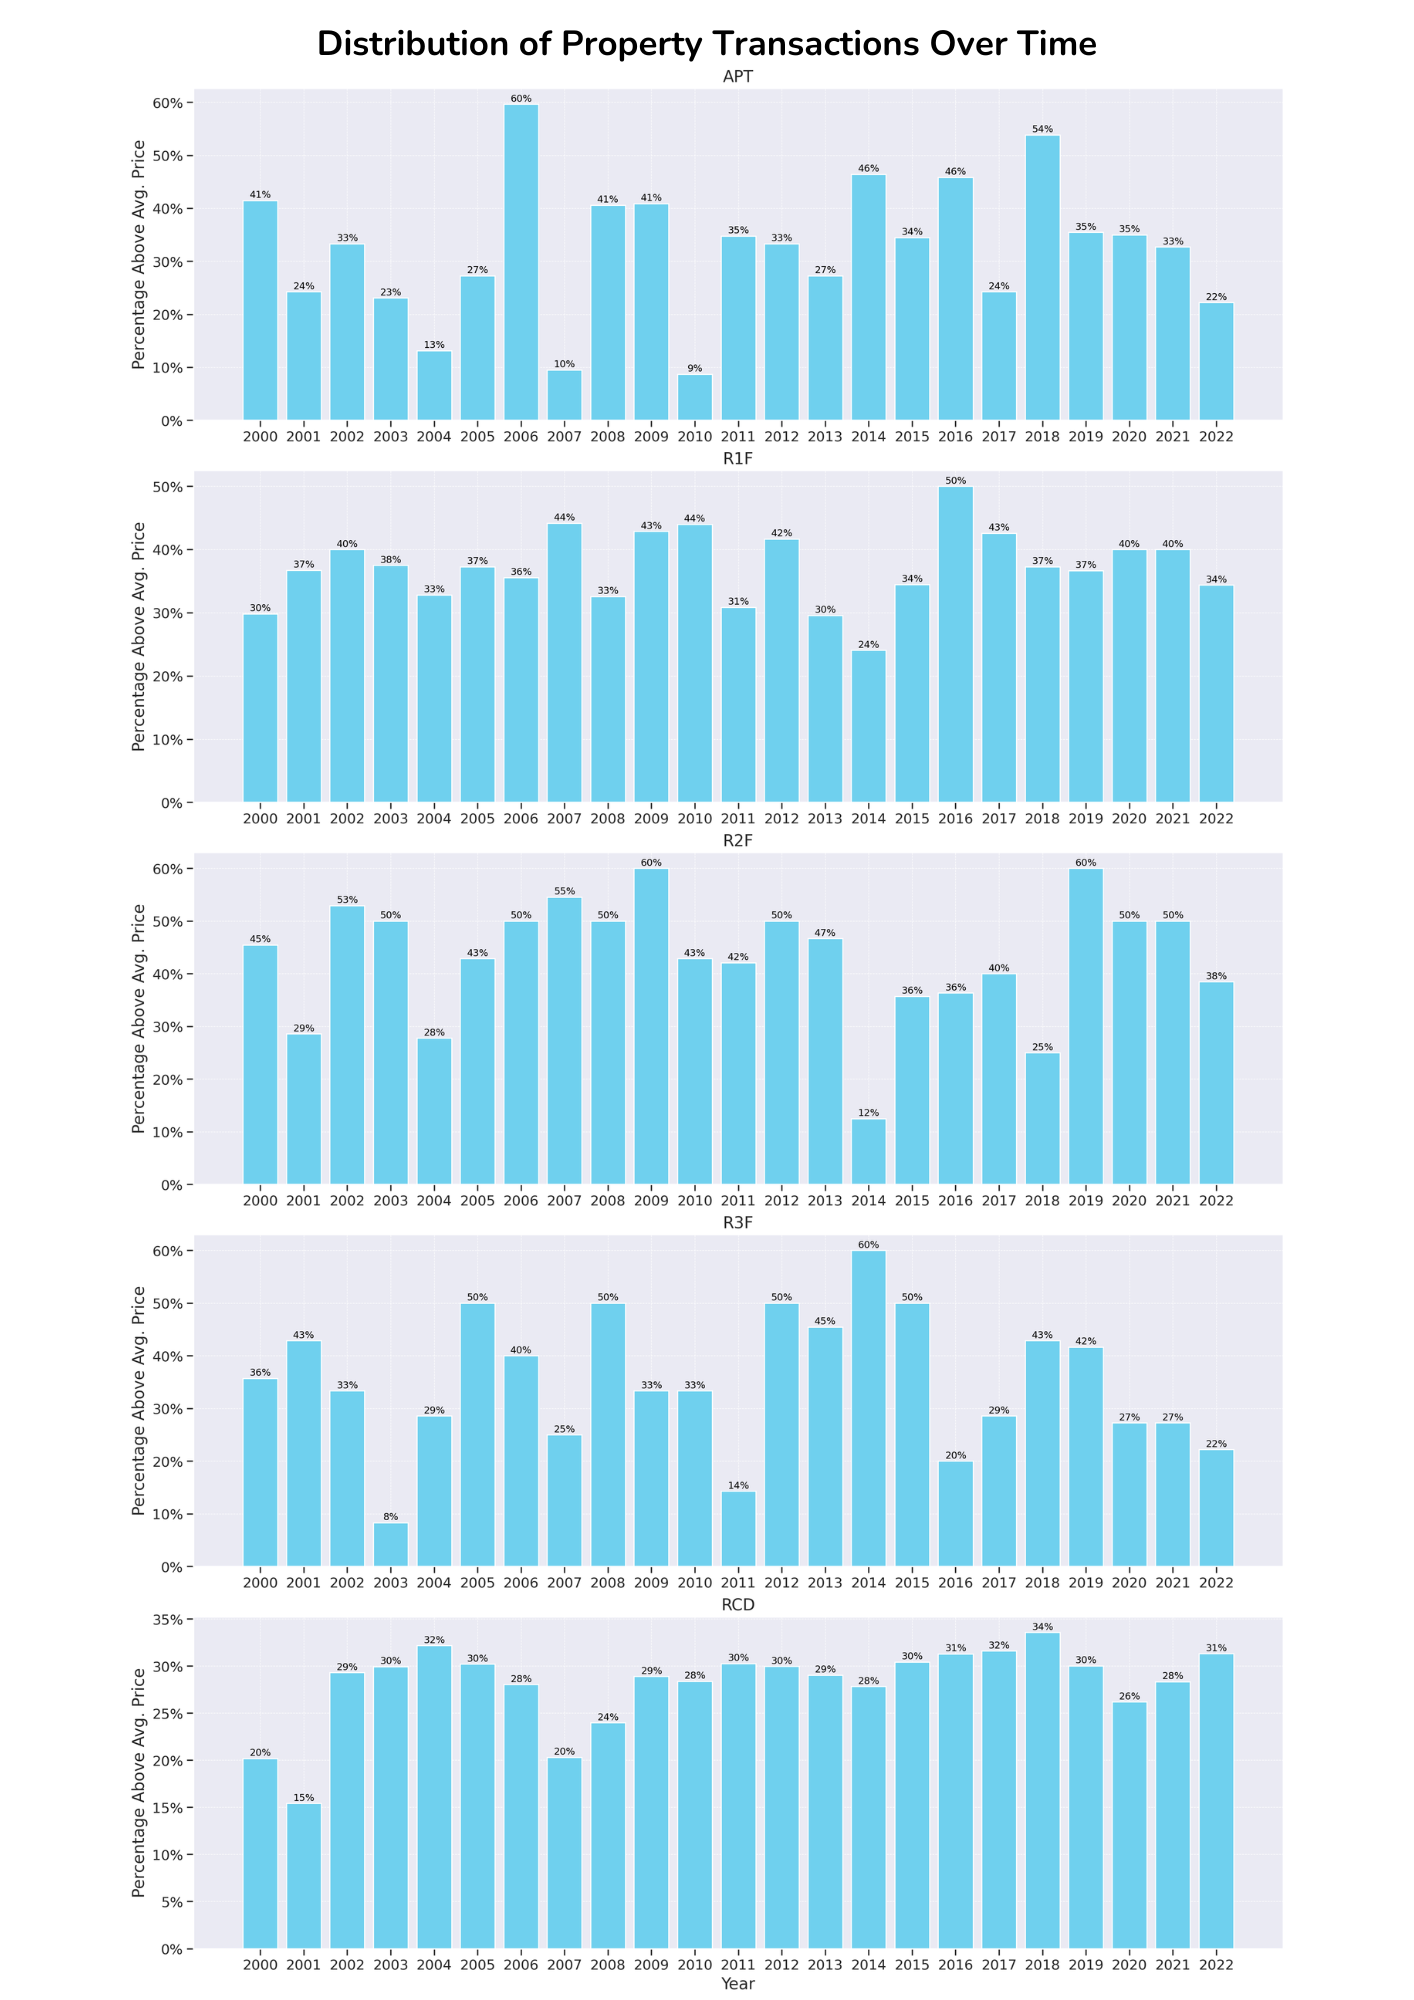 Distribution of Property Transactions Over Time
APT
Percentage Above Avg. Price
60%
50%
40%
30%
20%
10%
0%
41% 24% 33% 23% 13% 27% 60% 10% 41% 41% 9% 35% 33% 27% 46% 34% 46% 24% 54% 35% 35% 33% 22%
2000 2001 2002 2003 2004 2005 2006 2007 2008 2009 2010 2011 2012 2013 2014 2015 2016 2017 2018 2019 2020 2021 2022
R1F
Percentage Above Avg. Price
50%
40%
30%
20%
10%
0%
30% 37% 40% 38% 33% 37% 36% 44% 33% 43% 44% 31% 42% 30% 24% 34% 50% 43% 37% 37% 40% 40% 34%
2000 2001 2002 2003 2004 2005 2006 2007 2008 2009 2010 2011 2012 2013 2014 2015 2016 2017 2018 2019 2020 2021 2022
R2F
Percentage Above Avg. Price
60%
50%
40%
30%
20%
10%
0%
45% 29% 53% 50% 28% 43% 50% 55% 50% 60% 43% 42% 50% 47% 12% 36% 36% 40% 25% 60% 50% 50% 38%
2000 2001 2002 2003 2004 2005 2006 2007 2008 2009 2010 2011 2012 2013 2014 2015 2016 2017 2018 2019 2020 2021 2022
R3F
Percentage Above Avg. Price
60%
50%
40%
30%
20%
10%
0%
36% 43% 33% 8% 29% 50% 40% 25% 50% 33% 33% 14% 50% 45% 60% 50% 20% 29% 43% 42% 27% 27% 22%
2000 2001 2002 2003 2004 2005 2006 2007 2008 2009 2010 2011 2012 2013 2014 2015 2016 2017 2018 2019 2020 2021 2022
RCD
Percentage Above Avg. Price
35%
30%
25%
20%
15%
10%
5%
0%
20% 15% 29% 30% 32% 30% 28% 20% 24% 29% 28% 30% 30% 29% 28% 30% 31% 32% 34% 30% 26% 28% 31%
2000 2001 2002 2003 2004 2005 2006 2007 2008 2009 2010 2011 2012 2013 2014 2015 2016 2017 2018 2019 2020 2021 2022
Year